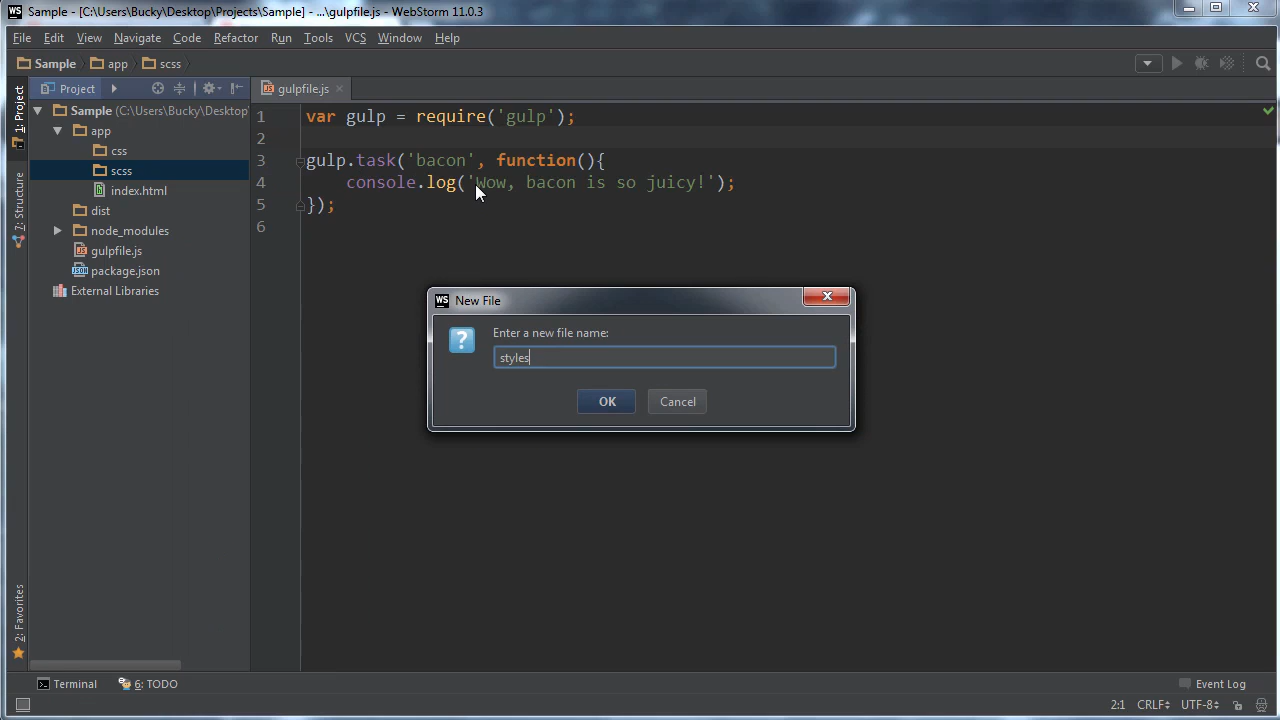 WS Sample - [C:\Users\Bucky\Desktop\Projects\Sample] - ...\gulpfile.js - WebStorm 11.0.3
File Edit View Navigate Code Refactor Run Tools VCS Window Help
Sample app scss
Project
gulpfile.js
1: Project
7: Structure
2: Favorites
Sample (C:\Users\Bucky\Desktop
app
css
scss
index.html
dist
node_modules
gulpfile.js
package.json
External Libraries
1 var gulp = require('gulp');
2
3 gulp.task('bacon', function(){
4 console.log('Wow, bacon is so juicy!');
5 });
6
WS New File
Enter a new file name:
styles
OK Cancel
Terminal 6: TODO Event Log
2:1 CRLF UTF-8